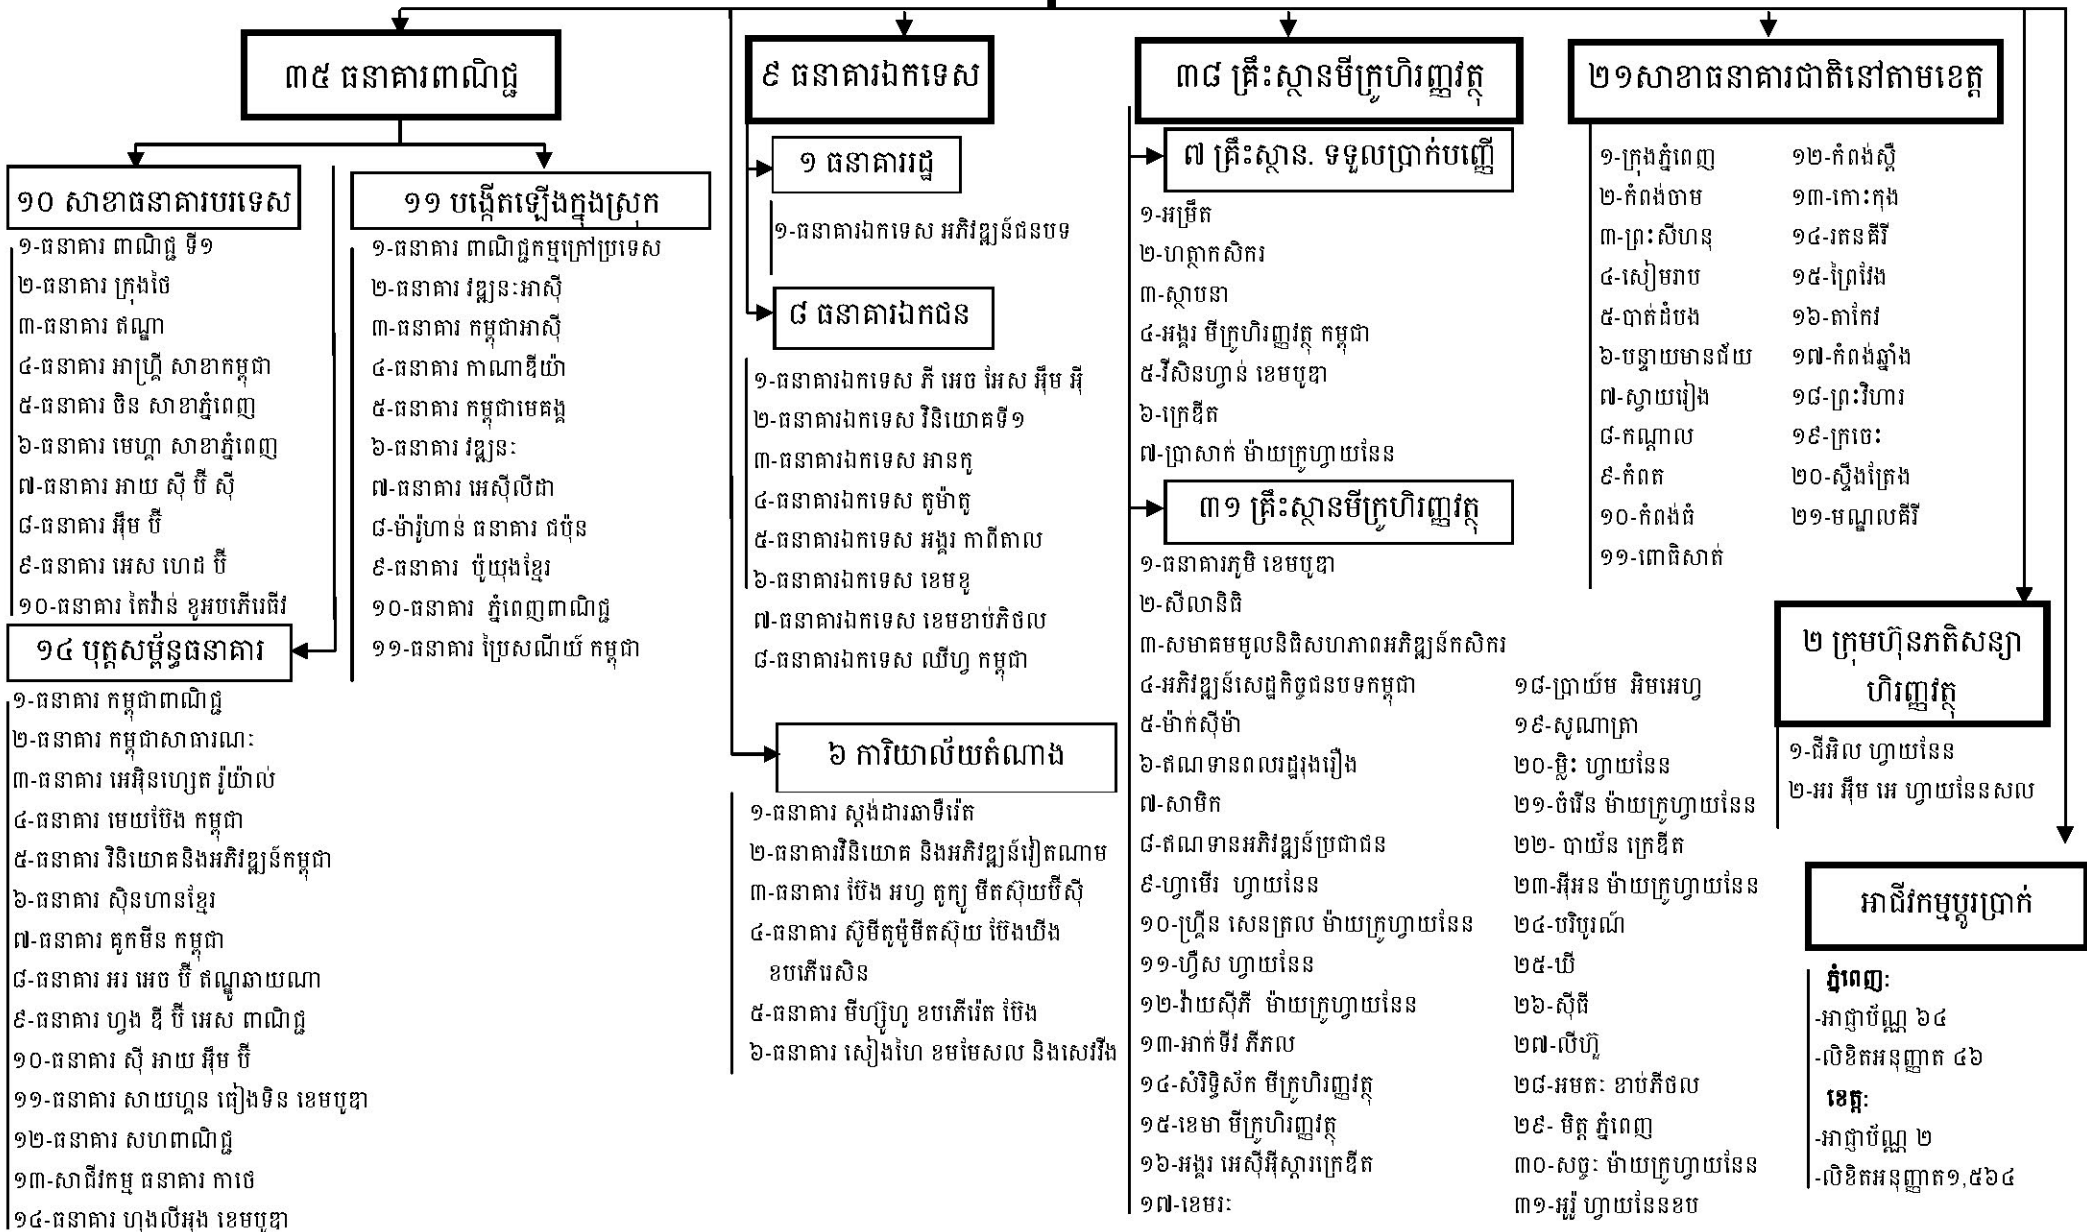 ៣៥ ធនាគារពាណិជ្ជ
១០ សាខាធនាគារបរទេស
១-ធនាគារ ពាណិជ្ជ ទី១
២-ធនាគារ ក្រុងថៃ
៣-ធនាគារ ឥណ្ឌា
៤-ធនាគារ អាហ្គ្រី សាខាកម្ពុជា
៥-ធនាគារ ចិន សាខាភ្នំពេញ
៦-ធនាគារ មេហ្គា សាខាភ្នំពេញ
៧-ធនាគារ អាយ ស៊ី ប៊ី ស៊ី
៨-ធនាគារ អ៊ឹម ប៊ី
៩-ធនាគារ អេស ហេដ ប៊ី
១០-ធនាគារ តៃវ៉ាន់ ខូអបភើរេធីវ
១៤ បុត្តសម្ព័ន្ធធនាគារ
១-ធនាគារ កម្ពុជាពាណិជ្ជ
២-ធនាគារ កម្ពុជាសាធារណៈ
៣-ធនាគារ អេអិុនហ្សេត រ៉ូយ៉ាល់
៤-ធនាគារ មេយប៊ែង កម្ពុជា
៥-ធនាគារ វិនិយោគនិងអភិវឌ្ឍន៍កម្ពុជា
៦-ធនាគារ ស៊ិនហានខ្មែរ
៧-ធនាគារ គូកមីន កម្ពុជា
៨-ធនាគារ អរ អេច ប៊ី ឥណ្ឌូឆាយណា
៩-ធនាគារ ហ្វង ឌី ប៊ី អេស ពាណិជ្ជ
១០-ធនាគារ ស៊ី អាយ អ៊ឹម ប៊ី
១១-ធនាគារ សាយហ្គន ធៀងទិន ខេមបូឌា
១២-ធនាគារ សហពាណិជ្ជ
១៣-សាជីវកម្ម ធនាគារ កាថេ
១៤-ធនាគារ ហុងលីអុង ខេមបូឌា
១១ បង្កើតឡើងក្នុងស្រុក
១-ធនាគារ ពាណិជ្ជកម្មក្រៅប្រទេស
២-ធនាគារ វឌ្ឍនៈអាស៊ី
៣-ធនាគារ កម្ពុជាអាស៊ី
៤-ធនាគារ កាណាឌីយ៉ា
៥-ធនាគារ កម្ពុជាមេគង្គ
៦-ធនាគារ វឌ្ឍនៈ
៧-ធនាគារ អេស៊ីលីដា
៨-ម៉ារ៉ូហាន់ ធនាគារ ជប៉ុន
៩-ធនាគារ ប៉ូយុងខ្មែរ
១០-ធនាគារ ភ្នំពេញពាណិជ្ជ
១១-ធនាគារ ប្រៃសណីយ៍ កម្ពុជា
៩ ធនាគារឯកទេស
១ ធនាគាររដ្ឋ
១-ធនាគារឯកទេស អភិវឌ្ឍន៍ជនបទ
៨ ធនាគារឯកជន
១-ធនាគារឯកទេស ភី អេច អែស អ៊ឹម អ៊ី
២-ធនាគារឯកទេស វិនិយោគទី១
៣-ធនាគារឯកទេស អានកូ
៤-ធនាគារឯកទេស តូម៉ាតូ
៥-ធនាគារឯកទេស អង្គរ កាពីតាល
៦-ធនាគារឯកទេស ខេមខូ
៧-ធនាគារឯកទេស ខេមខាប់ភិថល
៨-ធនាគារឯកទេស ឈីហ្វ កម្ពុជា
៦ ការិយាល័យតំណាង
១-ធនាគារ ស្តង់ដារឆាទឺរ៉េត
២-ធនាគារវិនិយោគ និងអភិវឌ្ឍន៍វៀតណាម
៣-ធនាគារ ប៊ែង អហ្វ តូក្យូ មីតស៊ុយប៊ីស៊ី
៤-ធនាគារ ស៊ូមីតូម៉ូមីតស៊ុយ ប៊ែងឃីង
ខបភើរេសិន
៥-ធនាគារ មីហ្ស៊ូហូ ខបភើរ៉េត ប៊ែង
៦-ធនាគារ សៀងហៃ ខមមែសល និងសេវវីង
៣៨ គ្រឹះស្ថានមីក្រូហិរញ្ញវត្ថុ
៧ គ្រឹះស្ថាន. ទទួលប្រាក់បញ្ញើ
១-អម្រឹត
២-ហត្ថាកសិករ
៣-ស្ថាបនា
៤-អង្គរ មីក្រូហិរញ្ញវត្ថុ កម្ពុជា
៥-វីសិនហ្វាន់ ខេមបូឌា
៦-ក្រេឌីត
៧-ប្រាសាក់ ម៉ាយក្រូហ្វាយនែន
៣១ គ្រឹះស្ថានមីក្រូហិរញ្ញវត្ថុ
១-ធនាគារភូមិ ខេមបូឌា
២-សីលានិធិ
៣-សមាគមមូលនិធិសហភាពអភិឌ្ឍន៍កសិករ
៤-អភិវឌ្ឍន៍សេដ្ឋកិច្ចជនបទកម្ពុជា
៥-ម៉ាក់ស៊ីម៉ា
៦-ឥណទានពលរដ្ឋរុងរឿង
៧-សាមិក
៨-ឥណទានអភិវឌ្ឍន៍ប្រជាជន
៩-ហ្វាមើរ ហ្វាយនែន
១០-ហ្គ្រីន សេនត្រល ម៉ាយក្រូហ្វាយនែន
១១-ហ្វឺស ហ្វាយនែន
១២-វ៉ាយស៊ីភី ម៉ាយក្រូហ្វាយនែន
១៣-អាក់ទីវ ភីភល
១៤-សំរិទ្ធិស័ក មីក្រូហិរញ្ញវត្ថុ
១៥-ខេមា មីក្រូហិរញ្ញវត្ថុ
១៦-អង្គរ អេស៊ីអ៊ីស្តារក្រេឌីត
១៧-ខេមរៈ
១៨-ប្រាយ៍ម អិមអេហ្វ
១៩-សូណាត្រា
២០-ម្លិះ ហ្វាយនែន
២១-ចំរើន ម៉ាយក្រូហ្វាយនែន
២២- បាយ័ន ក្រេឌីត
២៣-អ៊ីអន ម៉ាយក្រូហ្វាយនែន
២៤-បរិបូរណ៍
២៥-ឃី
២៦-ស៊ីធី
២៧-លីហ៊្វ
២៨-អមតៈ ខាប់ភីថល
២៩- មិត្ត ភ្នំពេញ
៣០-សច្ចៈ ម៉ាយក្រូហ្វាយនែន
៣១-អូរ៉ូ ហ្វាយនែនខប
២១សាខាធនាគារជាតិនៅតាមខេត្ត
១-ក្រុងភ្នំពេញ
២-កំពង់ចាម
៣-ព្រះសីហនុ
៤-សៀមរាប
៥-បាត់ដំបង
៦-បន្ទាយមានជ័យ
៧-ស្វាយរៀង
៨-កណ្តាល
៩-កំពត
១០-កំពង់ធំ
១១-ពោធិសាត់
១២-កំពង់ស្ពឺ
១៣-កោះកុង
១៤-រតនគីរី
១៥-ព្រៃវែង
១៦-តាកែវ
១៧-កំពង់ឆ្នាំង
១៨-ព្រះវិហារ
១៩-ក្រចេះ
២០-ស្ទឹងត្រែង
២១-មណ្ឌលគីរី
២ ក្រុមហ៊ុនភតិសន្យា
ហិរញ្ញវត្ថុ
១-ជីអិល ហ្វាយនែន
២-អរ អ៊ឹម អេ ហ្វាយនែនសល
អាជីវកម្មប្តូរប្រាក់
ភ្នំពេញៈ
-អាជ្ញាប័ណ្ណ ៦៤
-លិខិតអនុញ្ញាត ៤៦
ខេត្តៈ
-អាជ្ញាប័ណ្ណ ២
-លិខិតអនុញ្ញាត១,៥៦៤